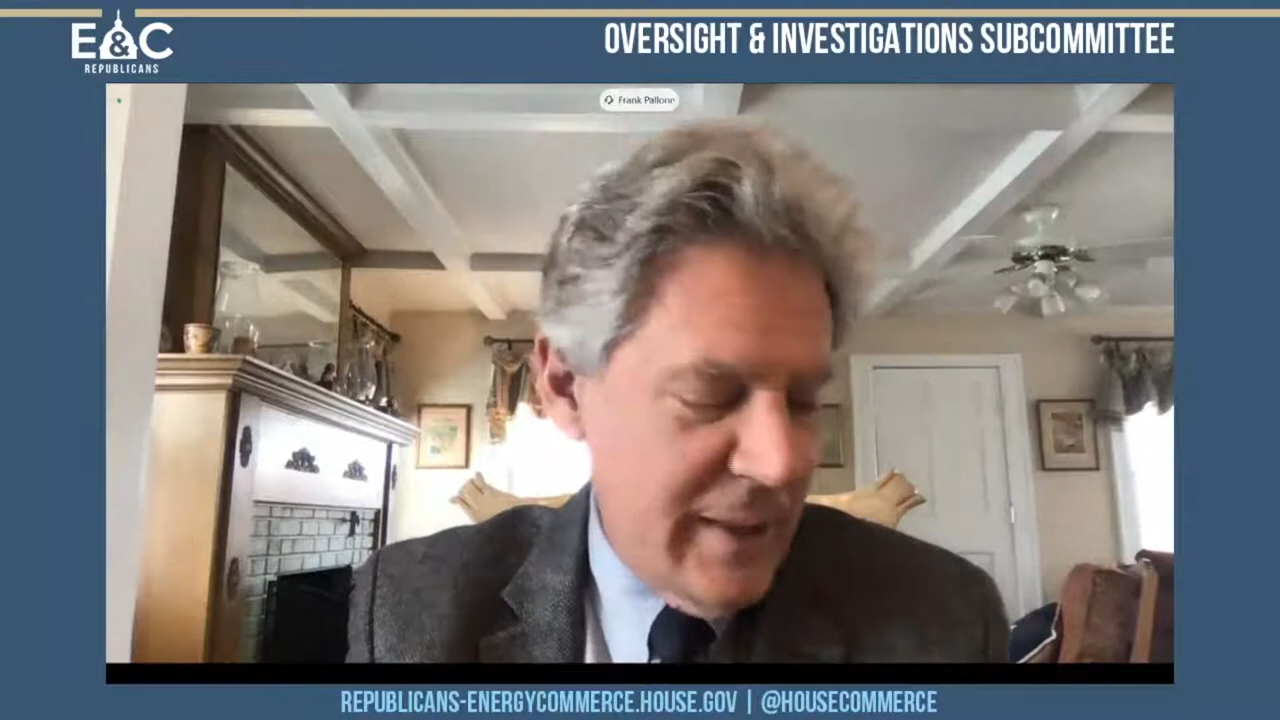 E&C
REPUBLICANS
OVERSIGHT & INVESTIGATIONS SUBCOMMITTEE
Frank Pallone
REPUBLICANS-ENERGYCOMMERCE.HOUSE.GOV | @HOUSECOMMERCE